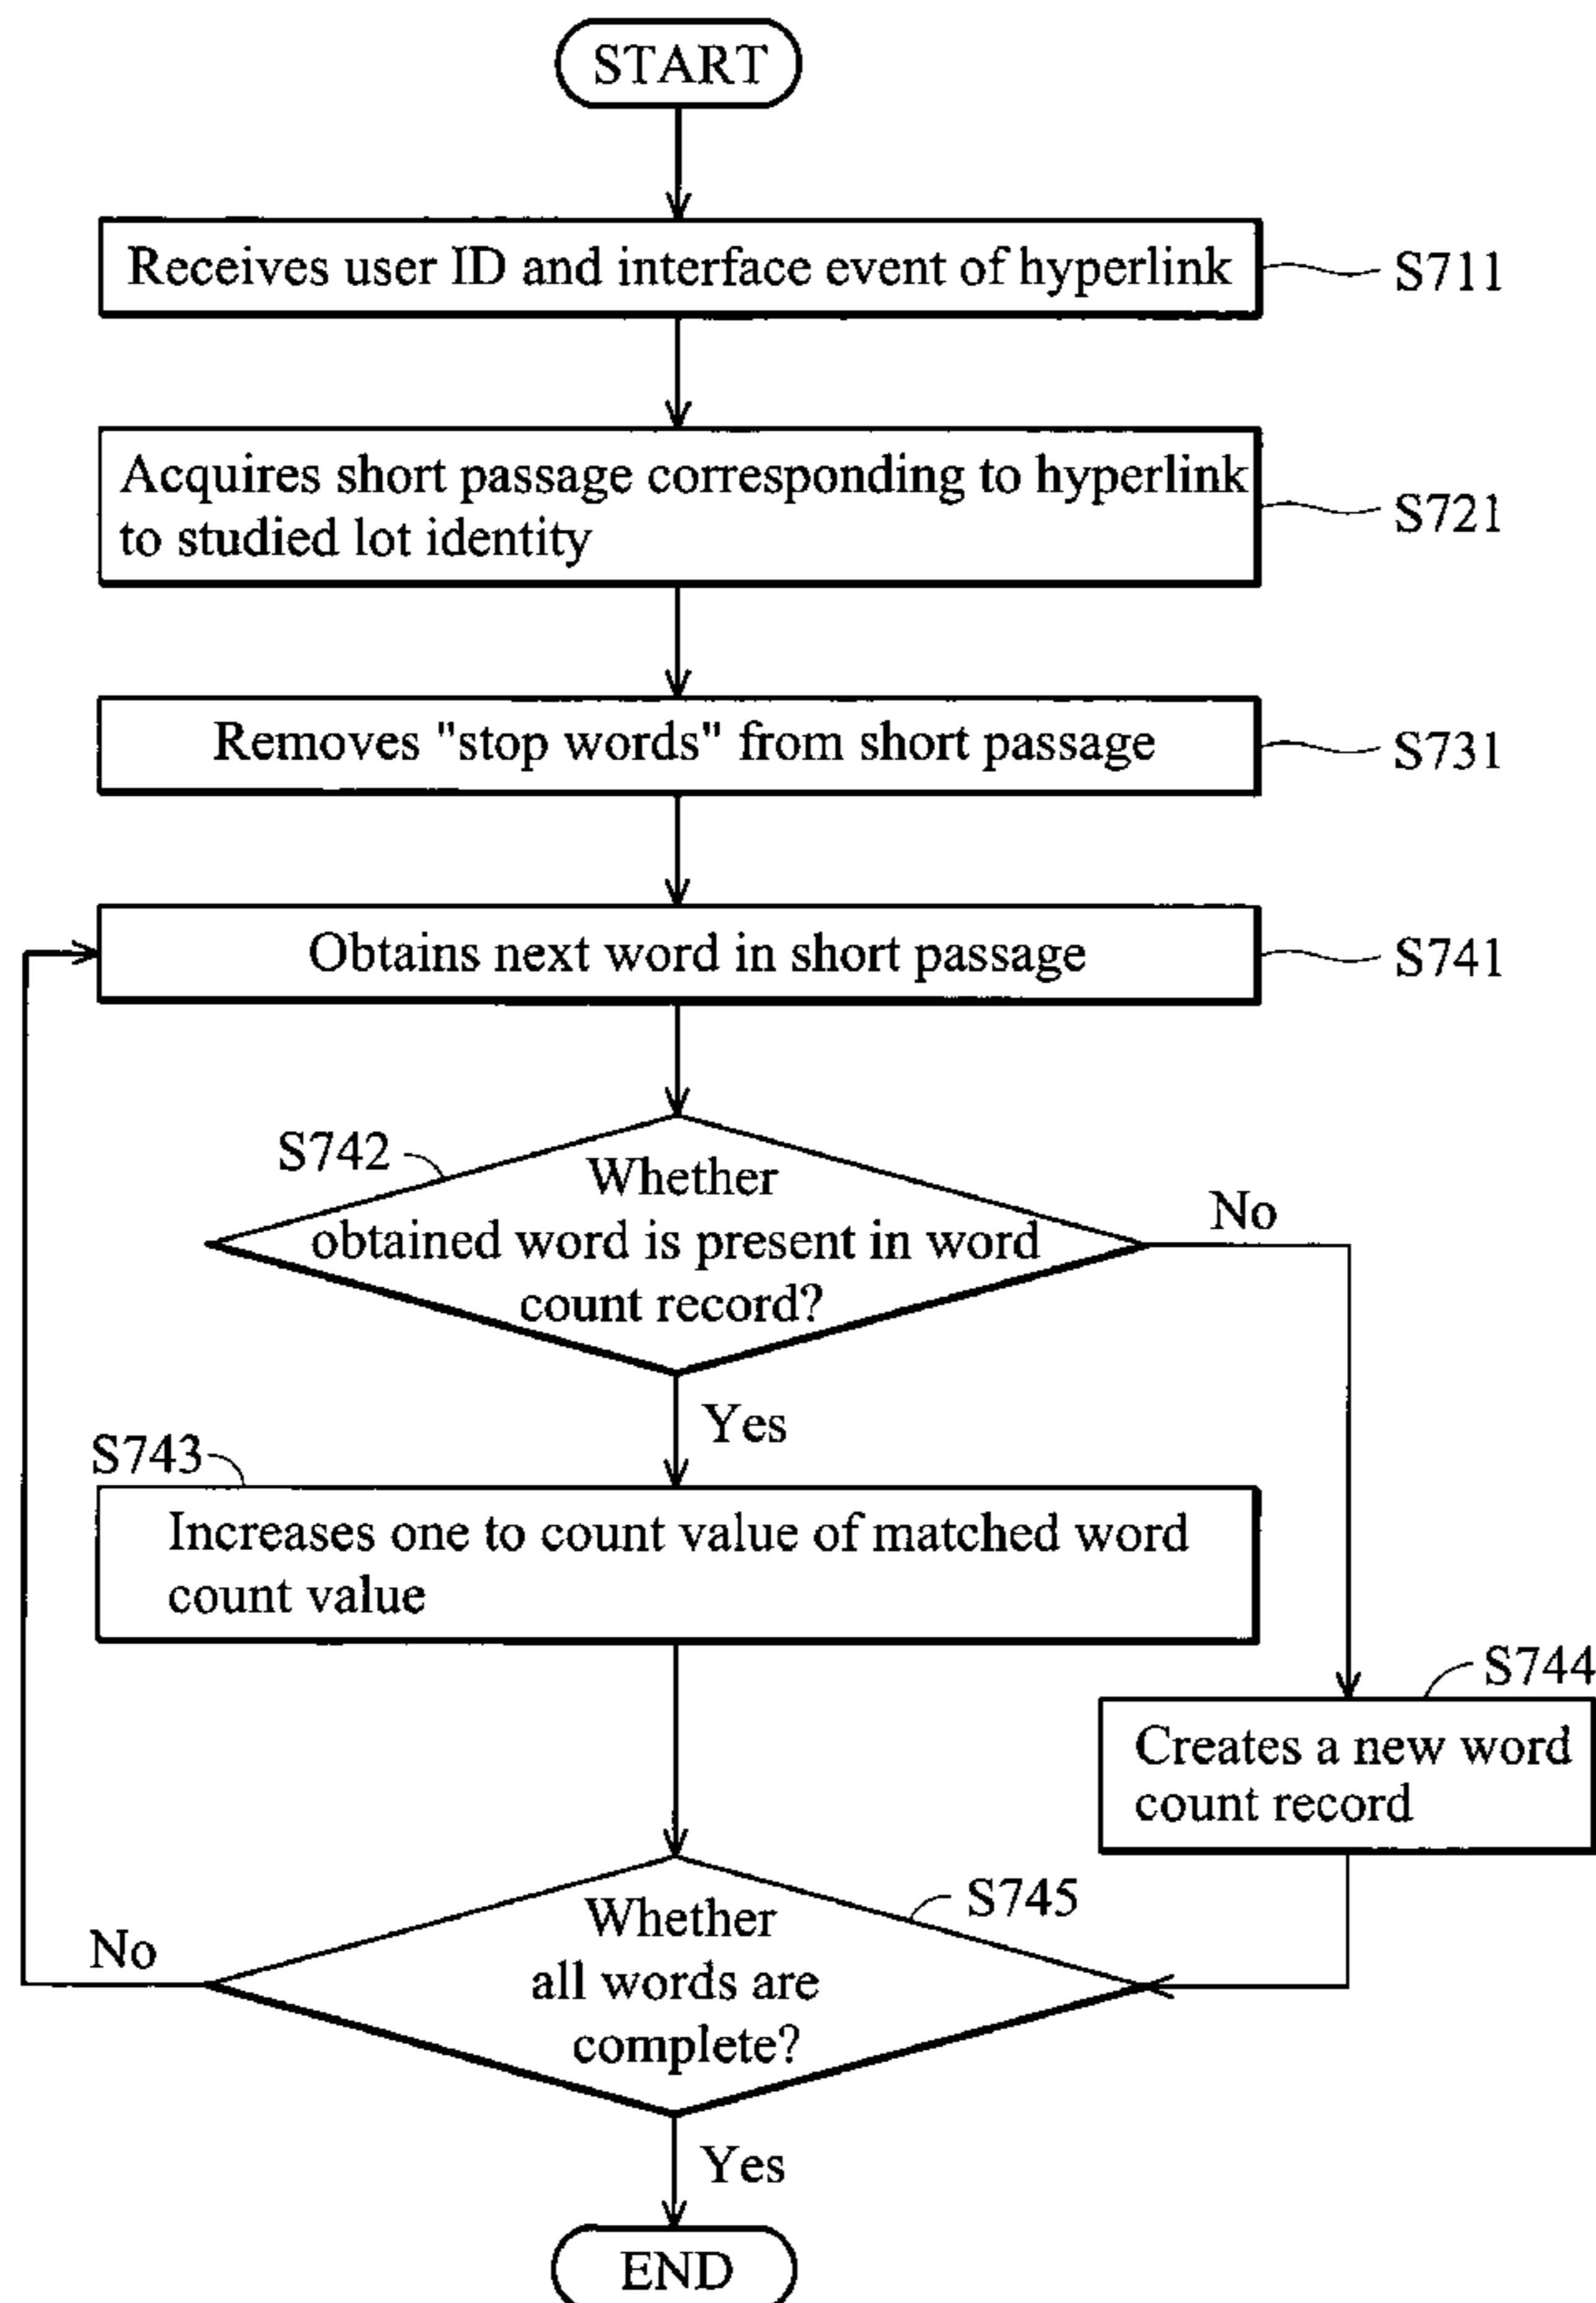 START
Receives user ID and interface event of hyperlink
S711
Acquires short passage corresponding to hyperlink
to studied lot identity
S721
Removes "stop words" from short passage
S731
Obtains next word in short passage
S741
S742
Whether
obtained word is present in word
count record?
No
Yes
S743
Increases one to count value of matched word
count value
S744
Creates a new word
count record
S745
Whether
all words are
complete?
No
Yes
END